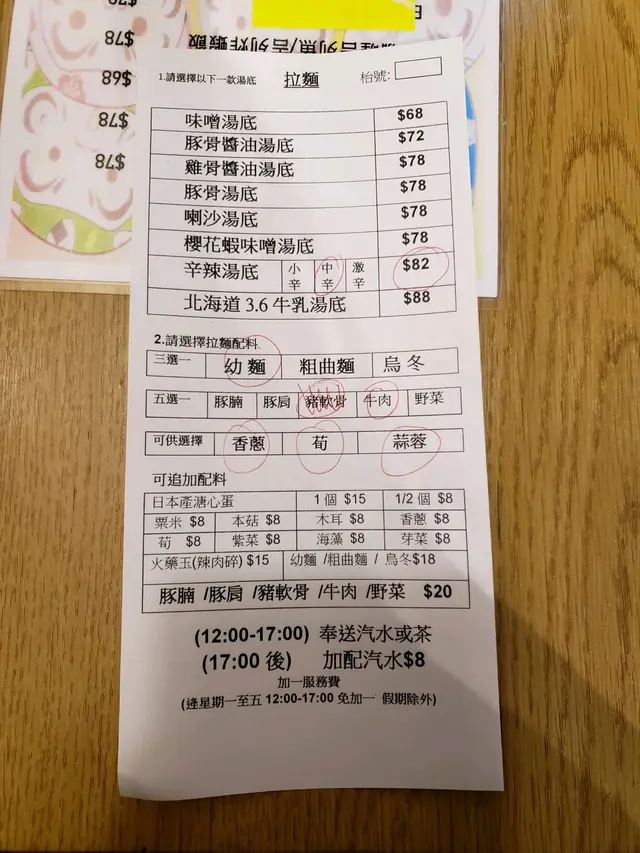 $78
$78
$68
$78
$78
1.請選擇以下一款湯底 拉麵 枱號:
味噌湯底 $68
豚骨醬油湯底 $72
雞骨醬油湯底 $78
豚骨湯底 $78
喇沙湯底 $78
櫻花蝦味噌湯底 $78
辛辣湯底 小辛 中辛 激辛 $82
北海道 3.6 牛乳湯底 $88
2.請選擇拉麵配料
三選一 幼麵 粗曲麵 烏冬
五選一 豚腩 豚肩 豬軟骨 牛肉 野菜
可供選擇 香蔥 荀 蒜蓉
可追加配料
日本產溏心蛋 1 個 $15 1/2 個 $8
粟米 $8 本菇 $8 木耳 $8 香蔥 $8
荀 $8 紫菜 $8 海藻 $8 芽菜 $8
火藥玉(辣肉碎) $15 幼麵 /粗曲麵 / 烏冬$18
豚腩 /豚肩 /豬軟骨 /牛肉 /野菜 $20
(12:00-17:00) 奉送汽水或茶
(17:00 後) 加配汽水$8
加一服務費
(逢星期一至五 12:00-17:00 免加一 假期除外)